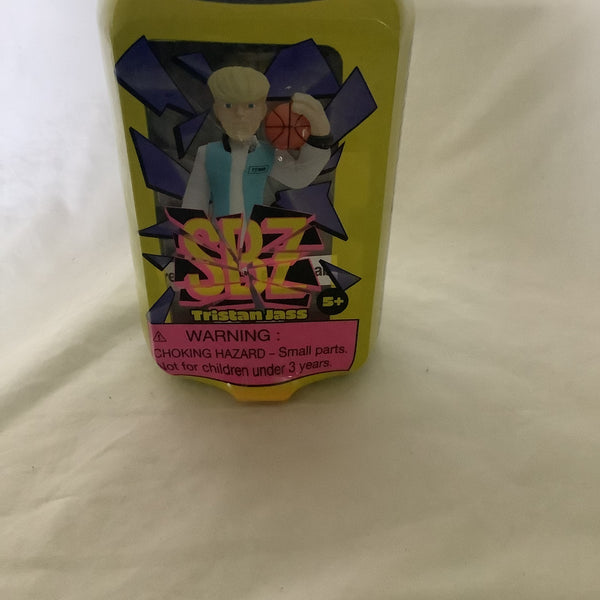 SBZ
5+
Tristan Jass
WARNING :
CHOKING HAZARD - Small parts.
Not for children under 3 years.